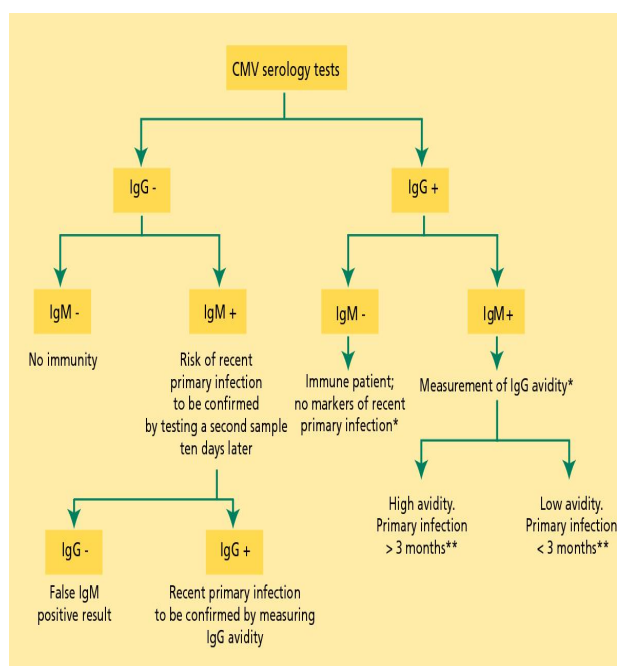 CMV serology tests
IgG -
IgG +
IgM -
IgM +
IgM -
IgM+
No immunity
Risk of recent
primary infection
to be confirmed
by testing a second sample
ten days later
Immune patient;
no markers of recent
primary infection*
Measurement of IgG avidity*
High avidity.
Primary infection
> 3 months**
Low avidity.
Primary infection
< 3 months**
IgG -
IgG +
False IgM
positive result
Recent primary infection
to be confirmed by measuring
IgG avidity